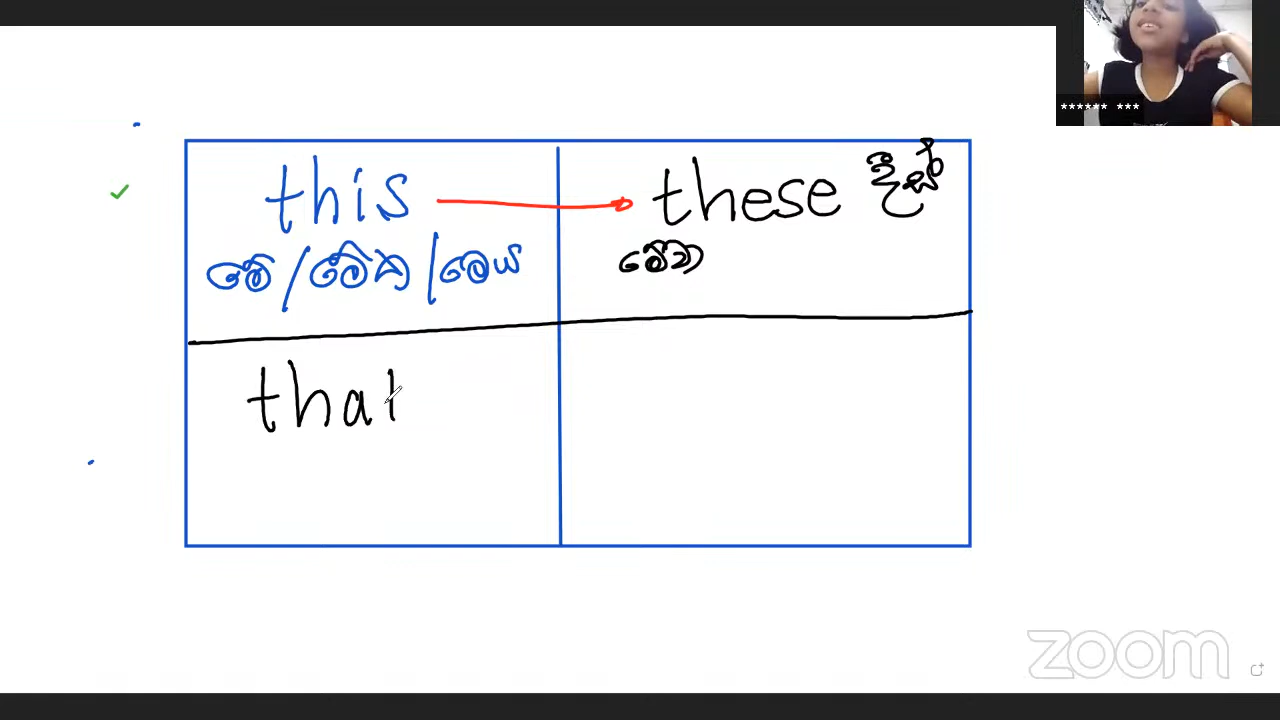 ****** ***
this → these දීස්
මේ / මේක / මෙය මේවා
that
zoom